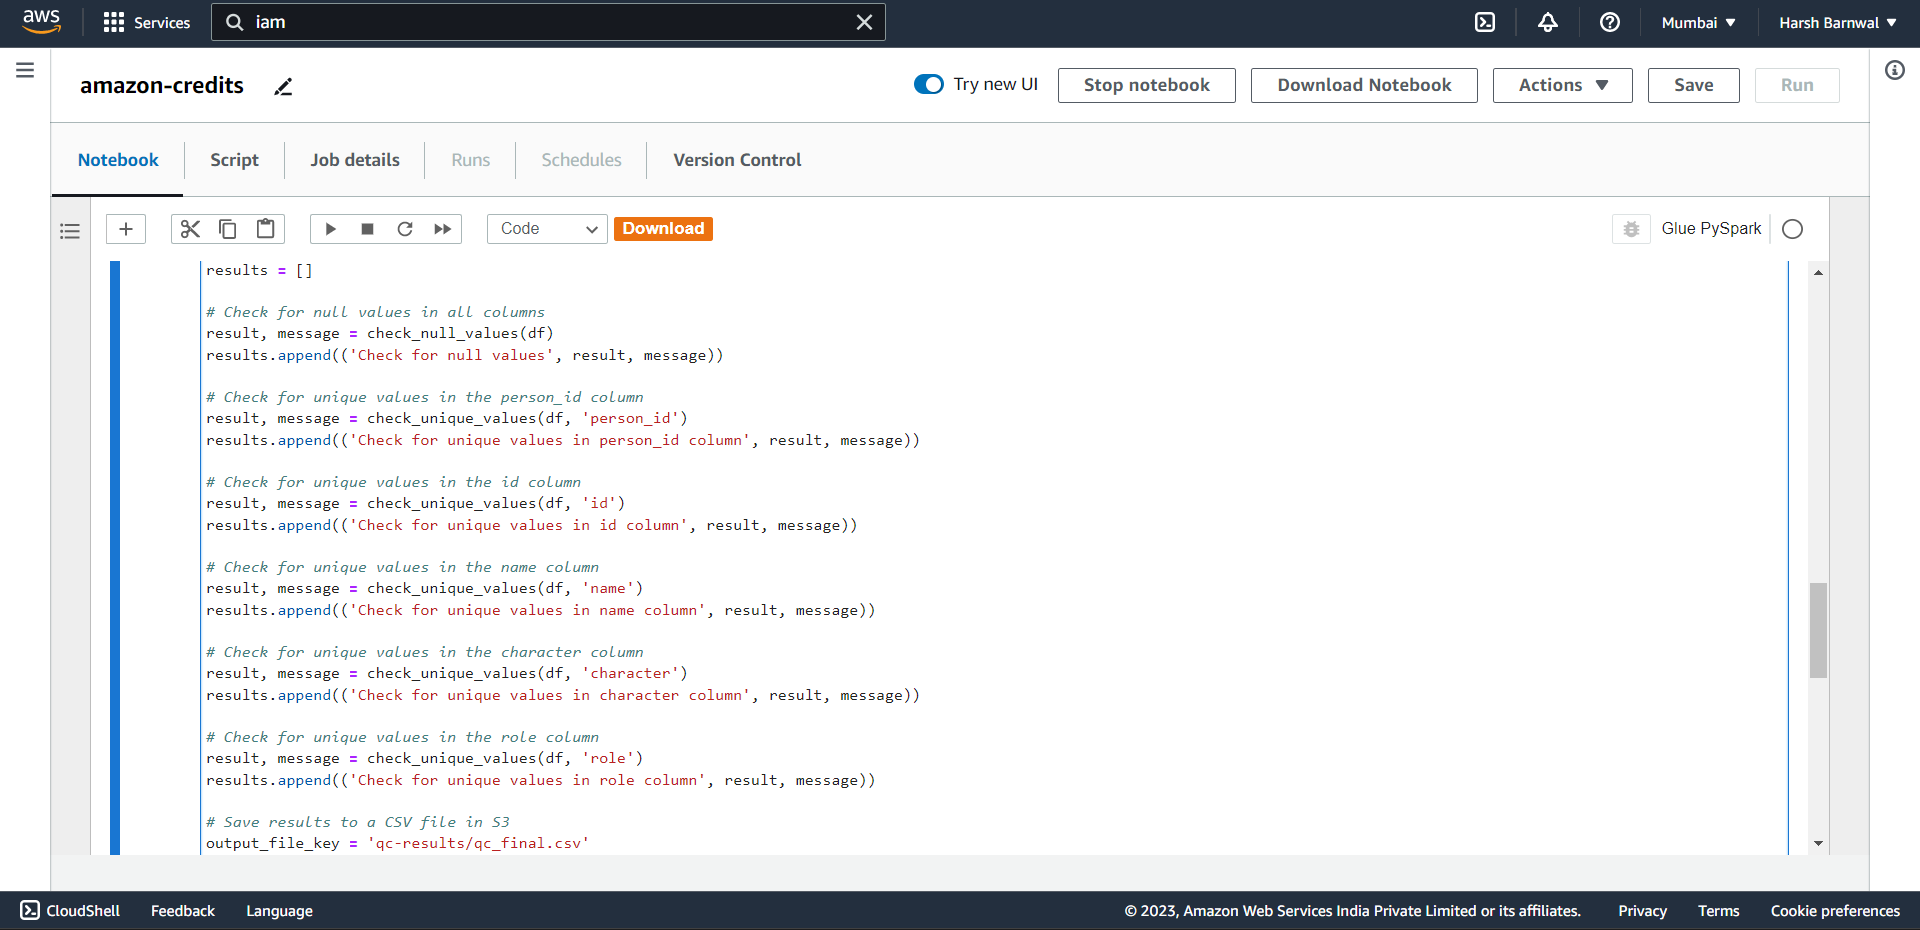 aws
Services
iam
Mumbai ▼
Harsh Barnwal ▼
amazon-credits
Try new UI
Stop notebook
Download Notebook
Actions ▼
Save
Run
Notebook
Script
Job details
Runs
Schedules
Version Control
Code
Download
Glue PySpark
results = []
# Check for null values in all columns
result, message = check_null_values(df)
results.append(('Check for null values', result, message))
# Check for unique values in the person_id column
result, message = check_unique_values(df, 'person_id')
results.append(('Check for unique values in person_id column', result, message))
# Check for unique values in the id column
result, message = check_unique_values(df, 'id')
results.append(('Check for unique values in id column', result, message))
# Check for unique values in the name column
result, message = check_unique_values(df, 'name')
results.append(('Check for unique values in name column', result, message))
# Check for unique values in the character column
result, message = check_unique_values(df, 'character')
results.append(('Check for unique values in character column', result, message))
# Check for unique values in the role column
result, message = check_unique_values(df, 'role')
results.append(('Check for unique values in role column', result, message))
# Save results to a CSV file in S3
output_file_key = 'qc-results/qc_final.csv'
CloudShell
Feedback
Language
© 2023, Amazon Web Services India Private Limited or its affiliates.
Privacy
Terms
Cookie preferences